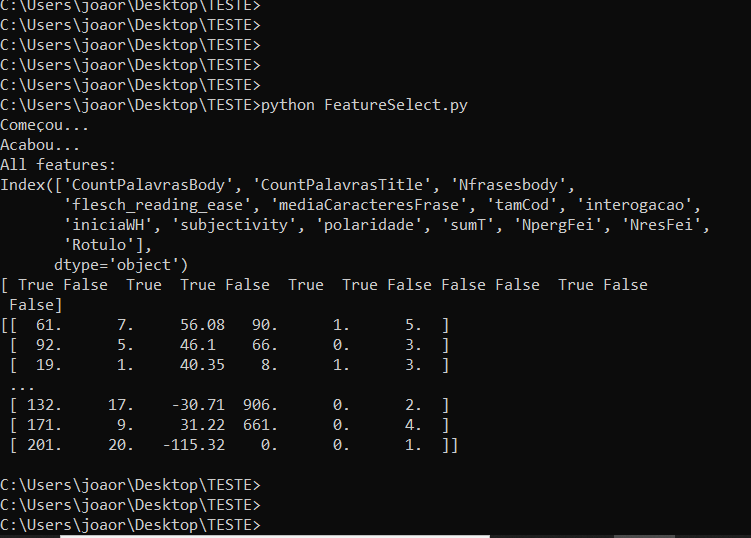 C:\Users\joaor\Desktop\TESTE>
C:\Users\joaor\Desktop\TESTE>
C:\Users\joaor\Desktop\TESTE>
C:\Users\joaor\Desktop\TESTE>
C:\Users\joaor\Desktop\TESTE>
C:\Users\joaor\Desktop\TESTE>python FeatureSelect.py
Começou...
Acabou...
All features:
Index(['CountPalavrasBody', 'CountPalavrasTitle', 'Nfrasesbody',
       'flesch_reading_ease', 'mediaCaracteresFrase', 'tamCod', 'interogacao',
       'iniciaWH', 'subjectivity', 'polaridade', 'sumT', 'NpergFei', 'NresFei',
       'Rotulo'],
      dtype='object')
[ True False  True  True False  True  True False False False  True False
 False]
[[  61.      7.     56.08   90.      1.      5.  ]
 [  92.      5.     46.1    66.      0.      3.  ]
 [  19.      1.     40.35    8.      1.      3.  ]
 ...
 [ 132.     17.    -30.71  906.      0.      2.  ]
 [ 171.      9.     31.22  661.      0.      4.  ]
 [ 201.     20.   -115.32    0.      0.      1.  ]]
C:\Users\joaor\Desktop\TESTE>
C:\Users\joaor\Desktop\TESTE>
C:\Users\joaor\Desktop\TESTE>